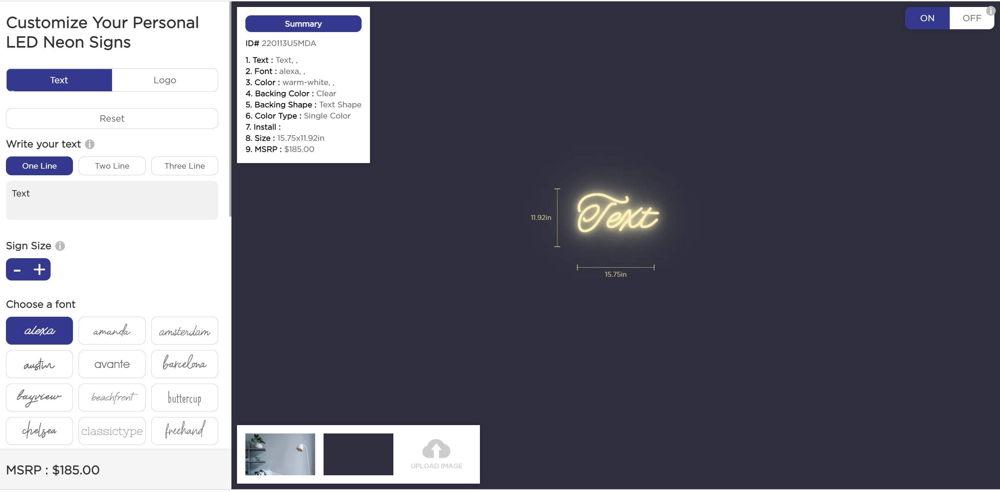 Customize Your Personal
LED Neon Signs
Text
Logo
Reset
Write your text
One Line
Two Line
Three Line
Text
Sign Size
- +
Choose a font
alexa
amanda
amsterdam
austin
avante
barcelona
bayview
beachfront
buttercup
chelsea
classictype
freehand
MSRP : $185.00
Summary
ID# 220113U5MDA
1. Text : Text, ,
2. Font : alexa, ,
3. Color : warm-white, ,
4. Backing Color : Clear
5. Backing Shape : Text Shape
6. Color Type : Single Color
7. Install :
8. Size : 15.75x11.92in
9. MSRP : $185.00
ON
OFF
11.92in
Text
15.75in
UPLOAD IMAGE